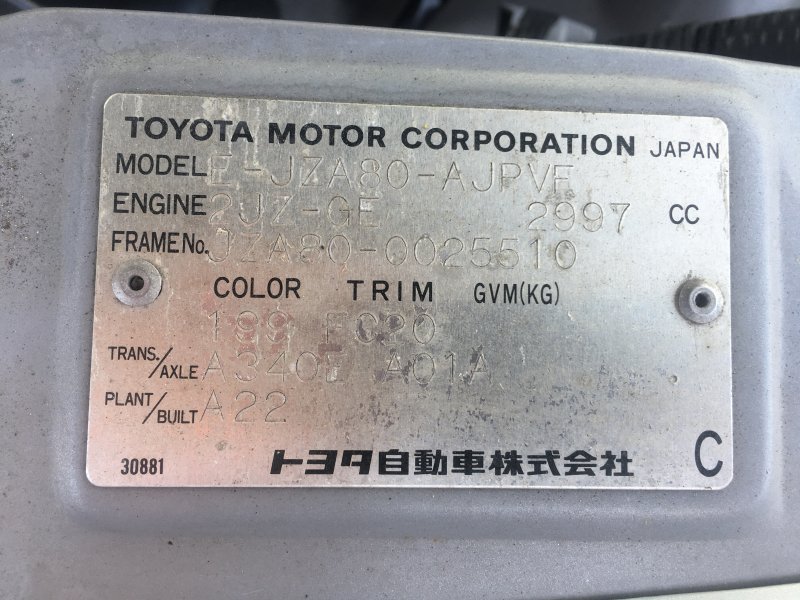 TOYOTA MOTOR CORPORATION JAPAN
MODEL E-JZA80-AJPVF
ENGINE 2JZ-GE 2997 CC
FRAME No. JZA80-0025510
COLOR TRIM GVM(KG)
199 FC20
TRANS./AXLE A340E A01A
PLANT/BUILT A22
30881 トヨタ自動車株式会社 C